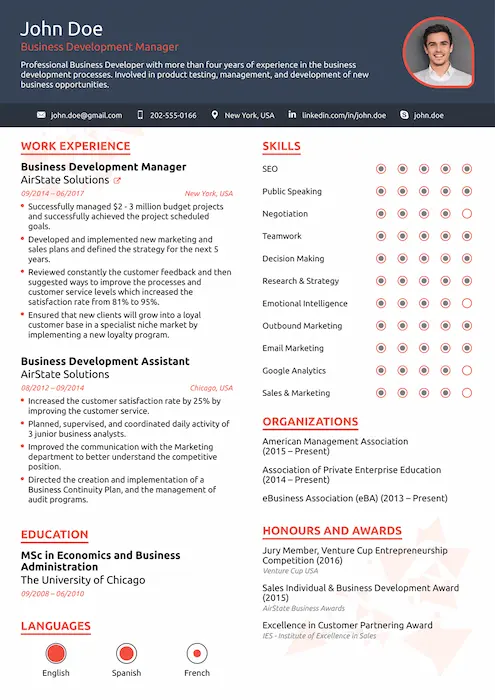 John Doe
Business Development Manager
Professional Business Developer with more than four years of experience in the business
development processes. Involved in product testing, management, and development of new
business opportunities.
john.doe@gmail.com
202-555-0166
New York, USA
linkedin.com/in/john.doe
john.doe
WORK EXPERIENCE
Business Development Manager
AirState Solutions
09/2014 – 06/2017
New York, USA
Successfully managed $2 - 3 million budget projects
and successfully achieved the project scheduled
goals.
Developed and implemented new marketing and
sales plans and defined the strategy for the next 5
years.
Reviewed constantly the customer feedback and then
suggested ways to improve the processes and
customer service levels which increased the
satisfaction rate from 81% to 95%.
Ensured that new clients will grow into a loyal
customer base in a specialist niche market by
implementing a new loyalty program.
Business Development Assistant
AirState Solutions
08/2012 – 09/2014
Chicago, USA
Increased the customer satisfaction rate by 25% by
improving the customer service.
Planned, supervised, and coordinated daily activity of
3 junior business analysts.
Improved the communication with the Marketing
department to better understand the competitive
position.
Directed the creation and implementation of a
Business Continuity Plan, and the management of
audit programs.
EDUCATION
MSc in Economics and Business
Administration
The University of Chicago
09/2008 – 06/2010
LANGUAGES
English
Spanish
French
SKILLS
SEO
Public Speaking
Negotiation
Teamwork
Decision Making
Research & Strategy
Emotional Intelligence
Outbound Marketing
Email Marketing
Google Analytics
Sales & Marketing
ORGANIZATIONS
American Management Association
(2015 – Present)
Association of Private Enterprise Education
(2014 – Present)
eBusiness Association (eBA) (2013 – Present)
HONOURS AND AWARDS
Jury Member, Venture Cup Entrepreneurship
Competition (2016)
Venture Cup USA
Sales Individual & Business Development Award
(2015)
AirState Business Awards
Excellence in Customer Partnering Award
IES - Institute of Excellence in Sales